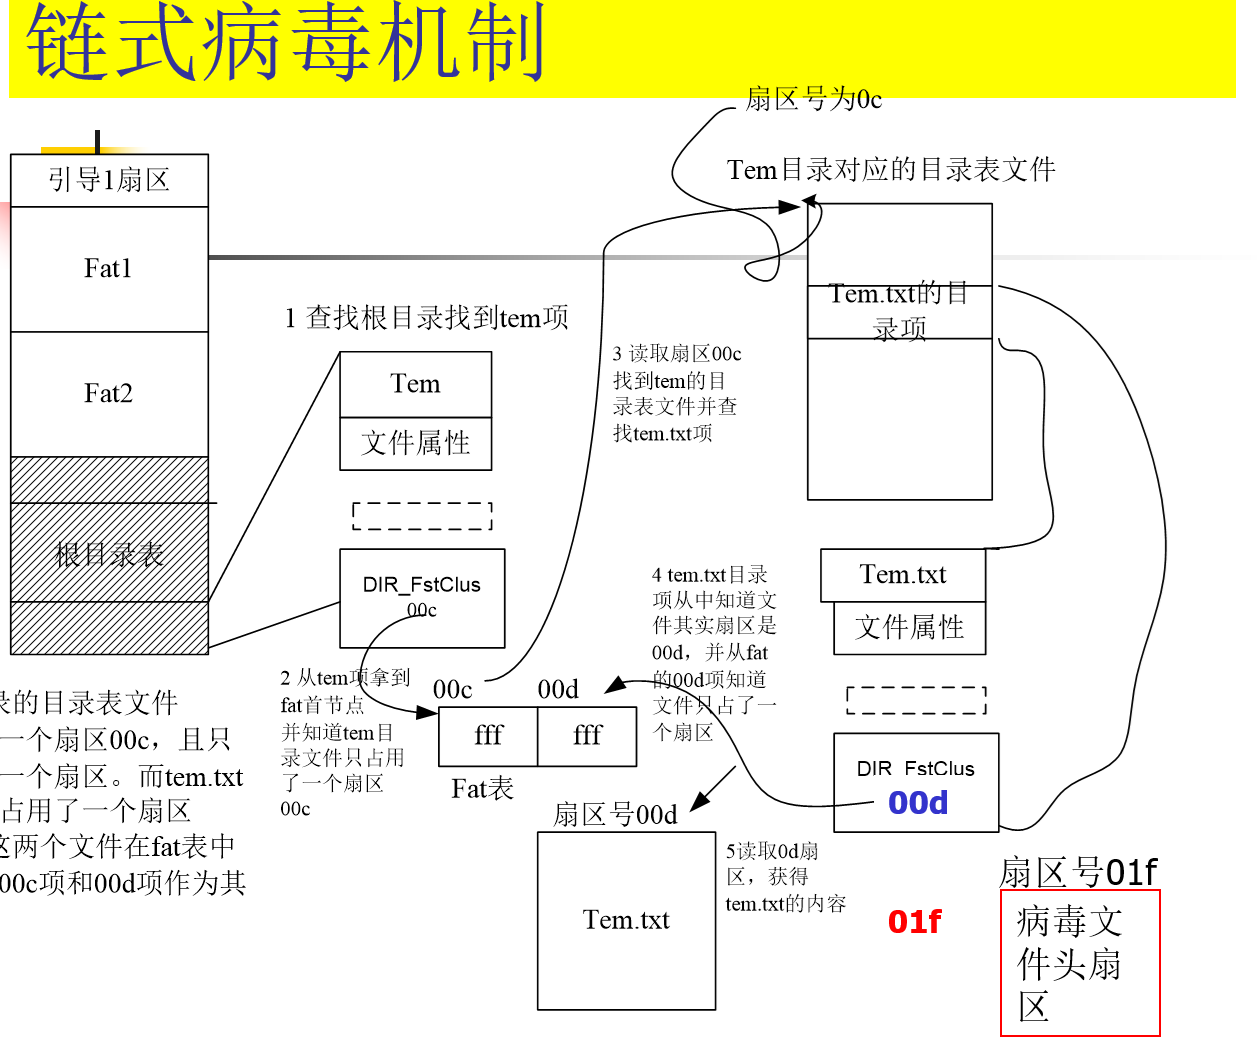 链式病毒机制
扇区号为0c
Tem目录对应的目录表文件
引导1扇区
Fat1
Fat2
根目录表
1 查找根目录找到tem项
Tem
文件属性
DIR_FstClus
00c
2 从tem项拿到
fat首节点
并知道tem目
录文件只占用
了一个扇区
00c
00c
00d
fff
fff
Fat表
3 读取扇区00c
找到tem的目
录表文件并查
找tem.txt项
Tem.txt的目
录项
4 tem.txt目录
项从中知道文
件其实扇区是
00d，并从fat
的00d项知道
文件只占了一
个扇区
Tem.txt
文件属性
DIR_FstClus
00d
扇区号00d
Tem.txt
5读取0d扇
区，获得
tem.txt的内容
01f
扇区号01f
病毒文
件头扇
区
录的目录表文件
一个扇区00c，且只
一个扇区。而tem.txt
占用了一个扇区
这两个文件在fat表中
00c项和00d项作为其